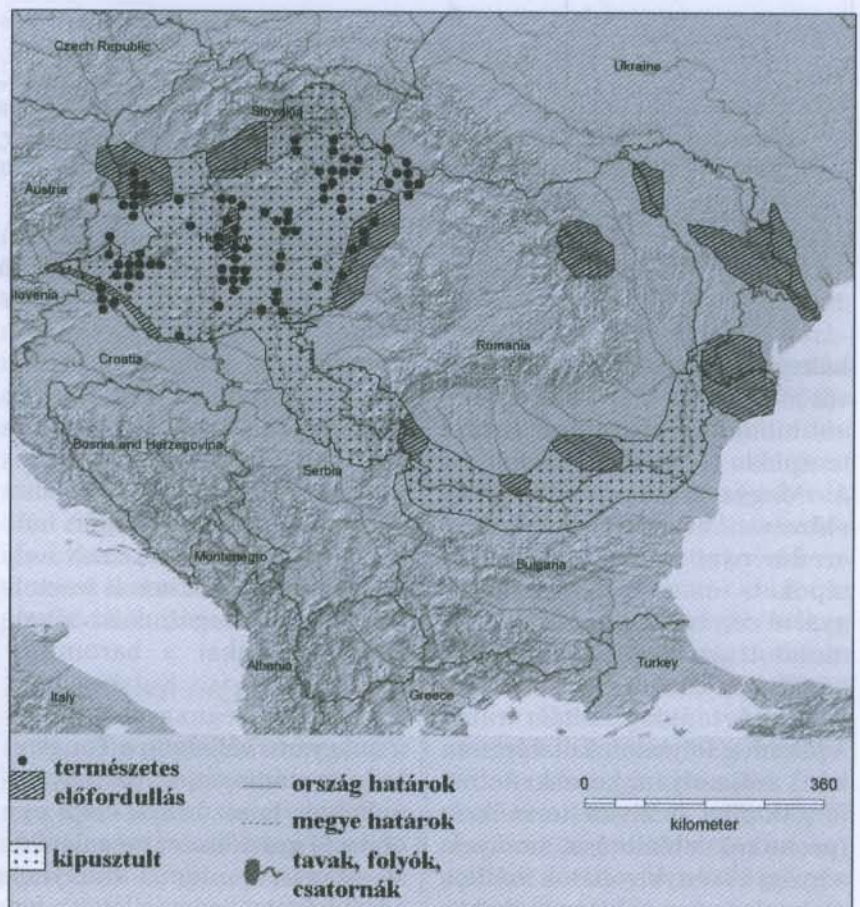 Czech Republic
Ukraine
Slovakia
Austria
Hungary
Slovenia
Romania
Croatia
Bosnia and Herzegovina
Serbia
Montenegro
Bulgaria
Albania
Turkey
Italy
Greece
természetes
előfordullás
kipusztult
ország határok
megye határok
tavak, folyók,
csatornák
0 360
kilometer